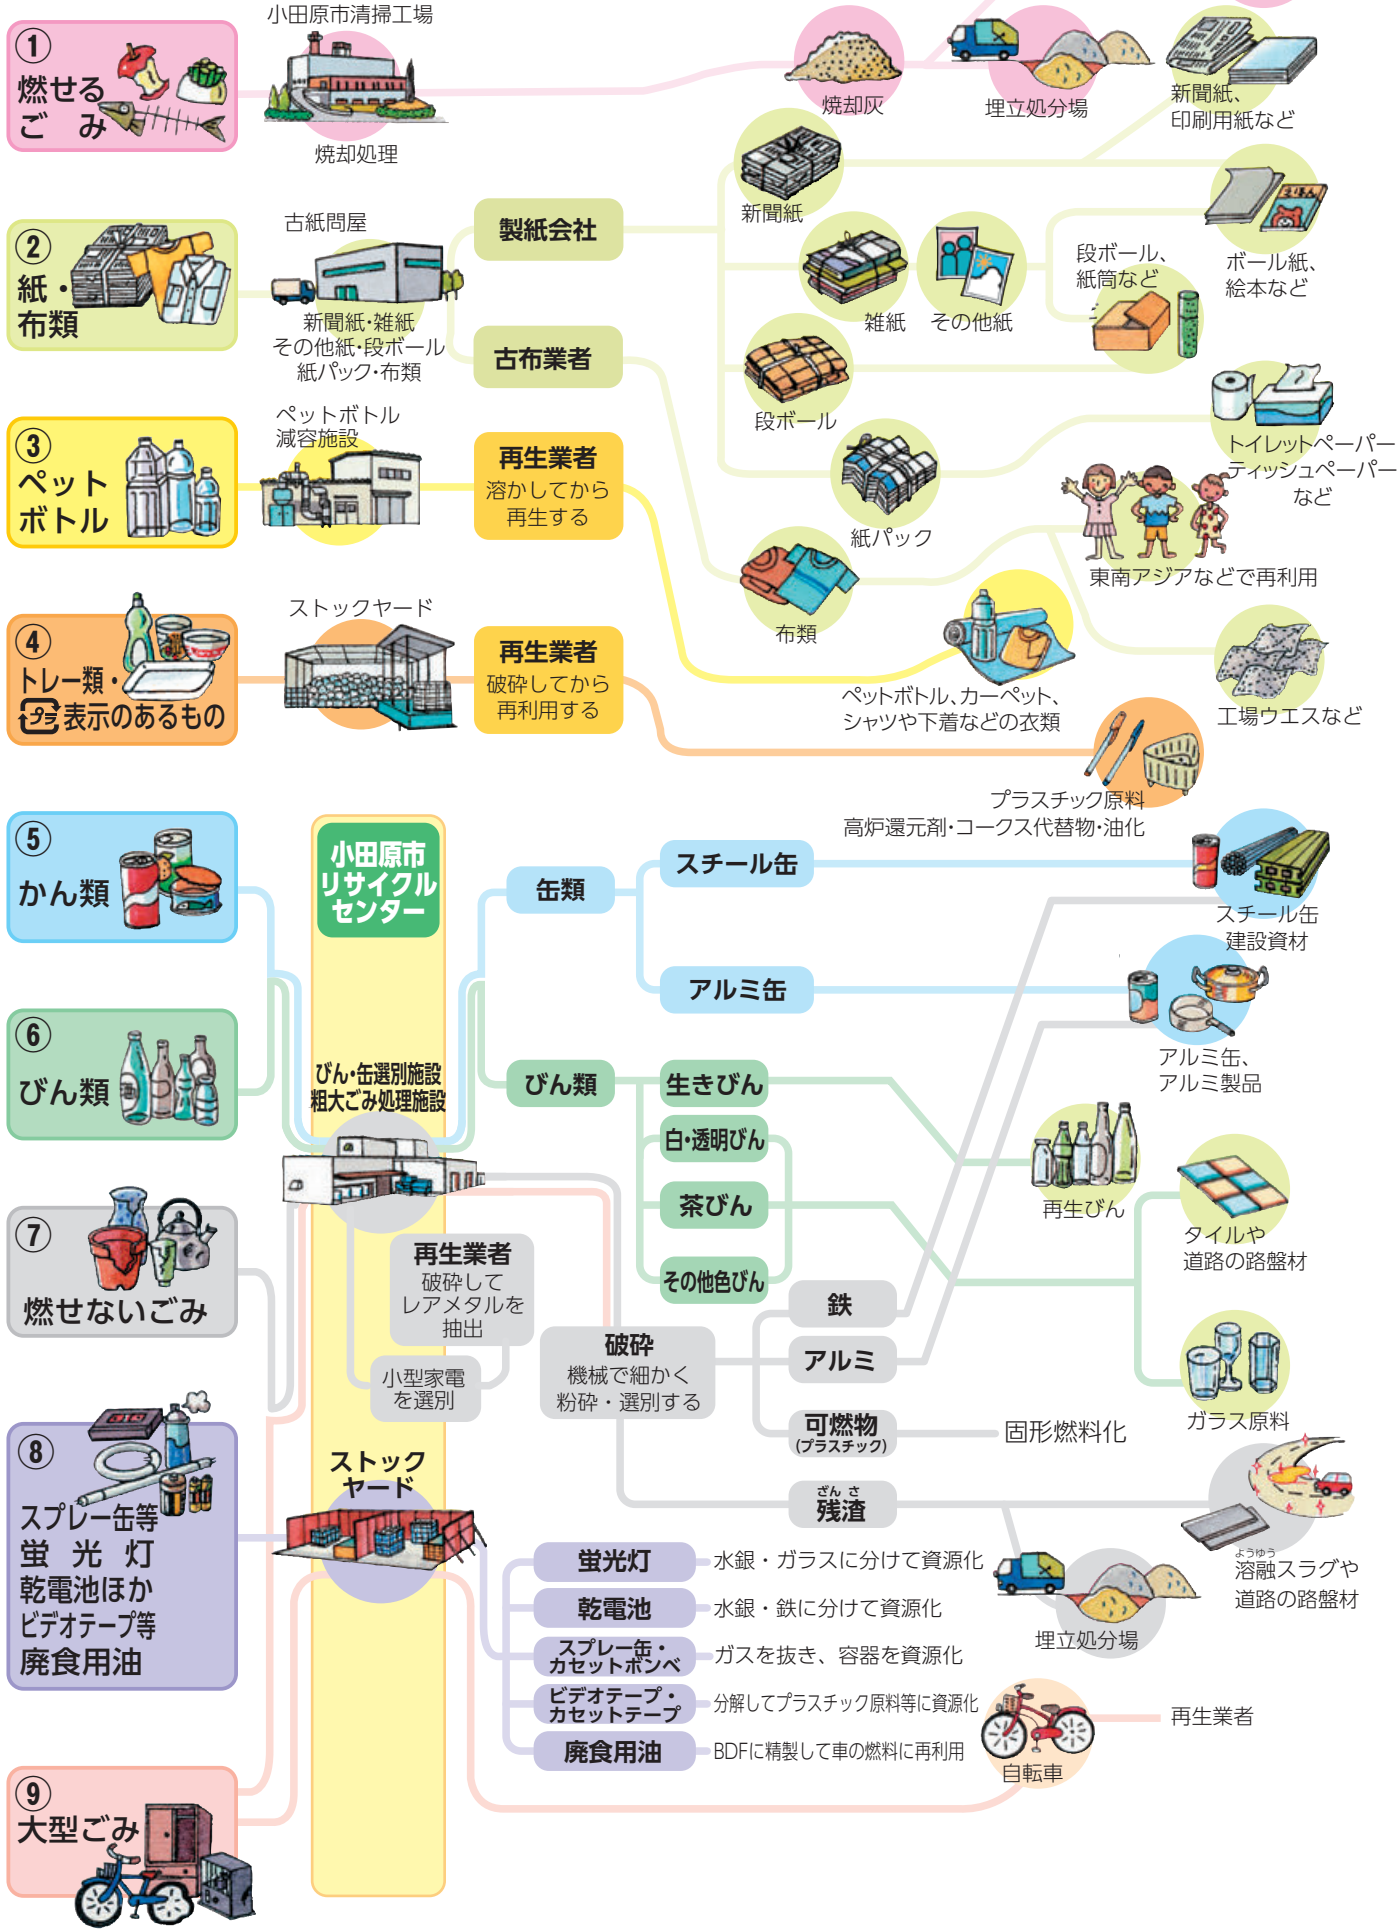 ①
燃せる
ごみ
小田原市清掃工場
焼却処理
焼却灰
埋立処分場
新聞紙、
印刷用紙など
②
紙・
布類
古紙問屋
新聞紙・雑紙
その他紙・段ボール
紙パック・布類
製紙会社
古布業者
新聞紙
雑紙
その他紙
段ボール、
紙筒など
えほん
ボール紙、
絵本など
段ボール
紙パック
トイレットペーパー
ティッシュペーパー
など
布類
東南アジアなどで再利用
工場ウエスなど
③
ペット
ボトル
ペットボトル
減容施設
再生業者
溶かしてから
再生する
ペットボトル、カーペット、
シャツや下着などの衣類
④
トレー類・
プラ表示のあるもの
ストックヤード
再生業者
破砕してから
再利用する
プラスチック原料
高炉還元剤・コークス代替物・油化
⑤
かん類
小田原市
リサイクル
センター
缶類
スチール缶
アルミ缶
スチール缶
建設資材
アルミ缶、
アルミ製品
⑥
びん類
びん・缶選別施設
粗大ごみ処理施設
びん類
生きびん
白・透明びん
茶びん
その他色びん
再生びん
タイルや
道路の路盤材
ガラス原料
⑦
燃せないごみ
再生業者
破砕して
レアメタルを
抽出
小型家電
を選別
破砕
機械で細かく
粉砕・選別する
鉄
アルミ
可燃物
(プラスチック)
固形燃料化
ざんさ
残渣
埋立処分場
ようゆう
溶融スラグや
道路の路盤材
⑧
スプレー缶等
蛍光灯
乾電池ほか
ビデオテープ等
廃食用油
ストック
ヤード
蛍光灯
水銀・ガラスに分けて資源化
乾電池
水銀・鉄に分けて資源化
スプレー缶・
カセットボンベ
ガスを抜き、容器を資源化
ビデオテープ・
カセットテープ
分解してプラスチック原料等に資源化
廃食用油
BDFに精製して車の燃料に再利用
⑨
大型ごみ
自転車
再生業者